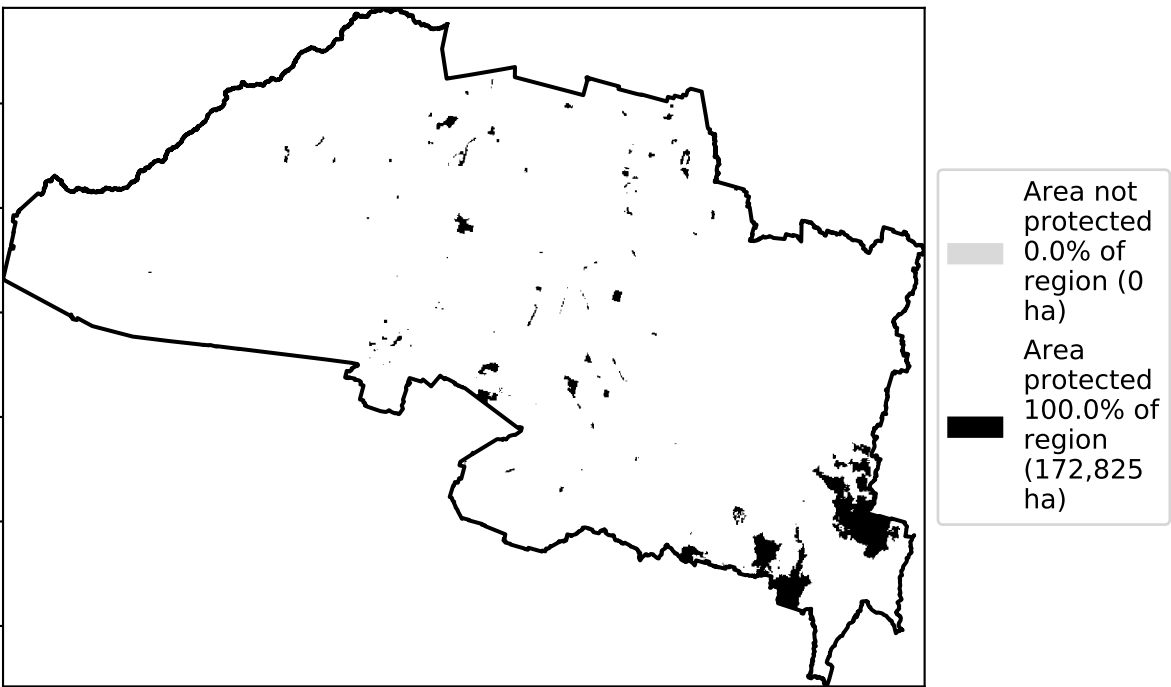 Area not
protected
0.0% of
region (0
ha)
Area
protected
100.0% of
region
(172,825
ha)